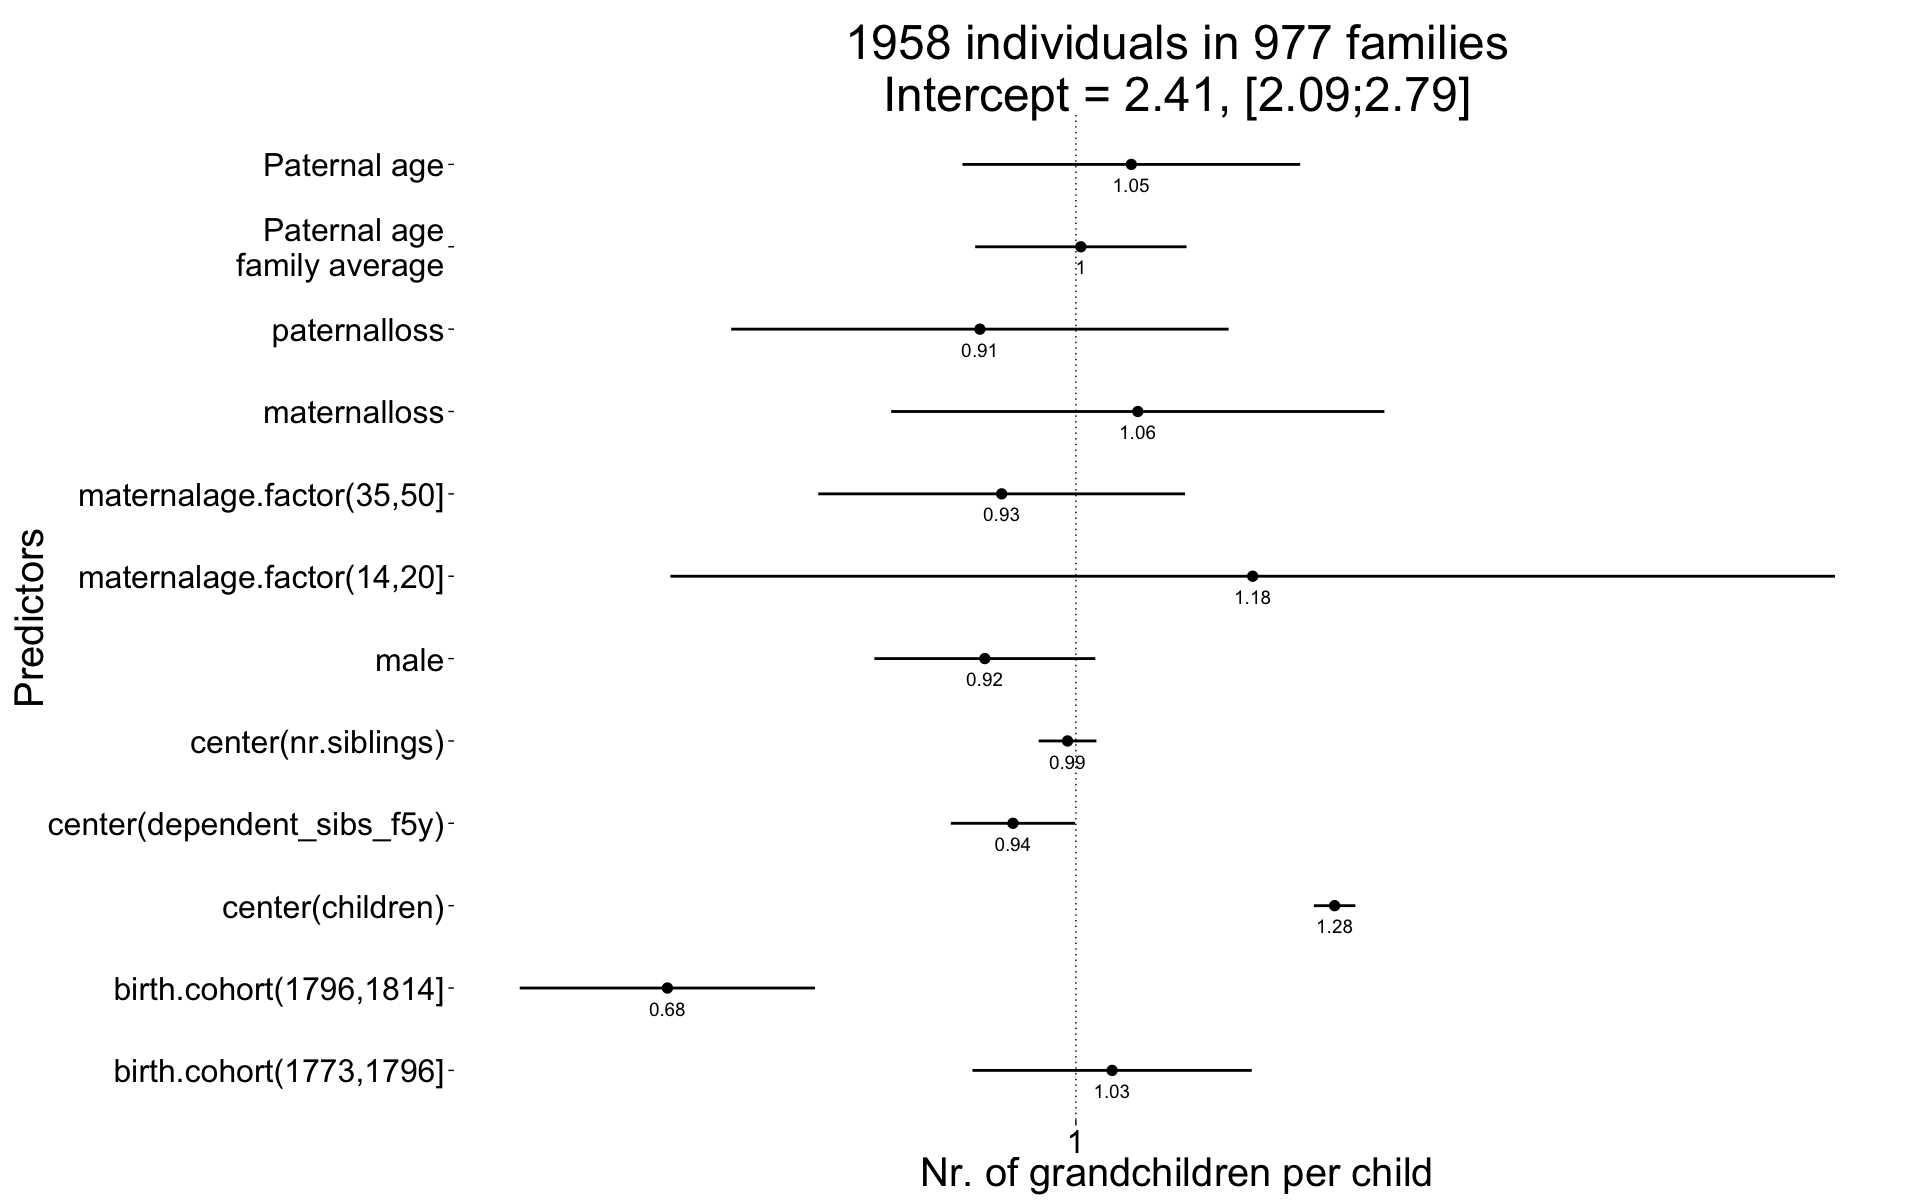 1958 individuals in 977 families
Intercept = 2.41, [2.09;2.79]
Paternal age
1.05
Paternal age
family average
1
paternalloss
0.91
maternalloss
1.06
maternalage.factor(35,50]
0.93
maternalage.factor(14,20]
1.18
Predictors
male
0.92
center(nr.siblings)
0.99
center(dependent_sibs_f5y)
0.94
center(children)
1.28
birth.cohort(1796,1814]
0.68
birth.cohort(1773,1796]
1.03
1
Nr. of grandchildren per child